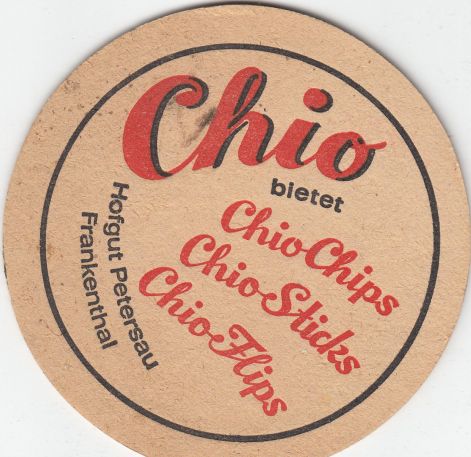 Chio
bietet
Chio-Chips
Chio-Sticks
Chio-Flips
Hofgut Petersau
Frankenthal